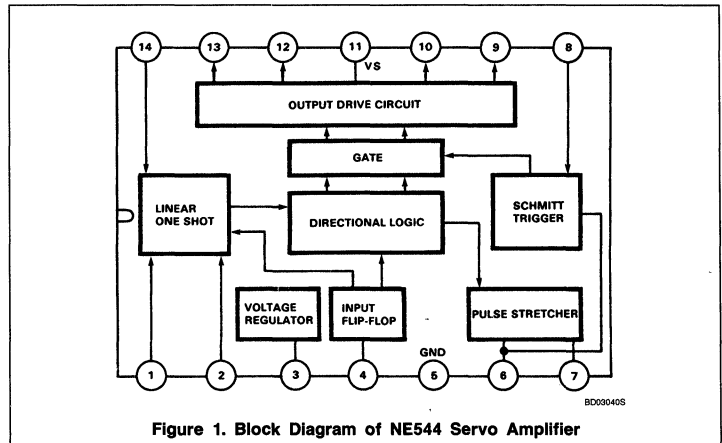 14 13 12 11 10 9 8
VS
OUTPUT DRIVE CIRCUIT
GATE
LINEAR
ONE SHOT
DIRECTIONAL LOGIC
SCHMITT
TRIGGER
VOLTAGE
REGULATOR
INPUT
FLIP-FLOP
PULSE STRETCHER
GND
1 2 3 4 5 6 7
BD03040S
Figure 1. Block Diagram of NE544 Servo Amplifier